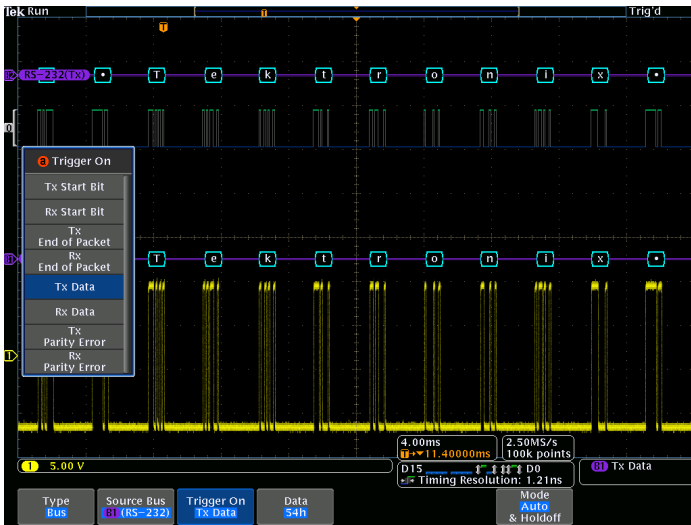 Tek Run Trig'd
T
T
B2 RS-232(Tx) • T e k t r o n i x •
D
a Trigger On
Tx Start Bit
Rx Start Bit
Tx
End of Packet
Rx
End of Packet
Tx Data
Rx Data
Tx
Parity Error
Rx
Parity Error
B1 T e k t r o n i x •
1
4.00ms
T→▼11.40000ms
2.50MS/s
100k points
1 5.00 V
D15 D0
Timing Resolution: 1.21ns
B1 Tx Data
Type
Bus
Source Bus
B1 (RS-232)
Trigger On
Tx Data
Data
54h
Mode
Auto
& Holdoff